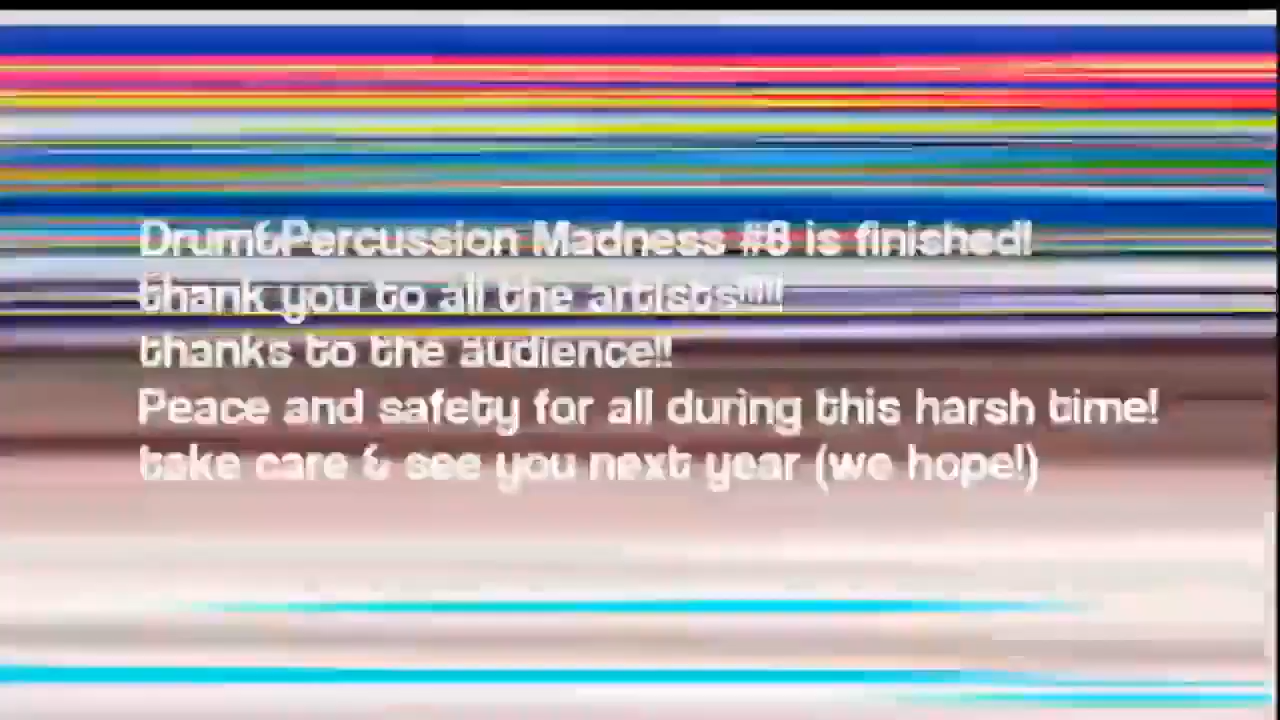 Drum&Percussion Madness #8 is finished!
thank you to all the artists!!!!!
thanks to the audience!!
Peace and safety for all during this harsh time!
take care & see you next year (we hope!)